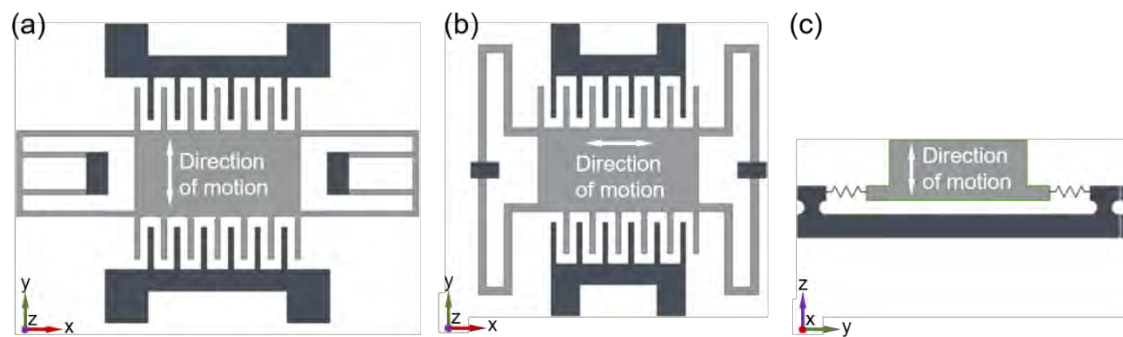 (a)
Direction
of motion
y
z
x
(b)
Direction
of motion
y
z
x
(c)
Direction
of motion
z
x
y